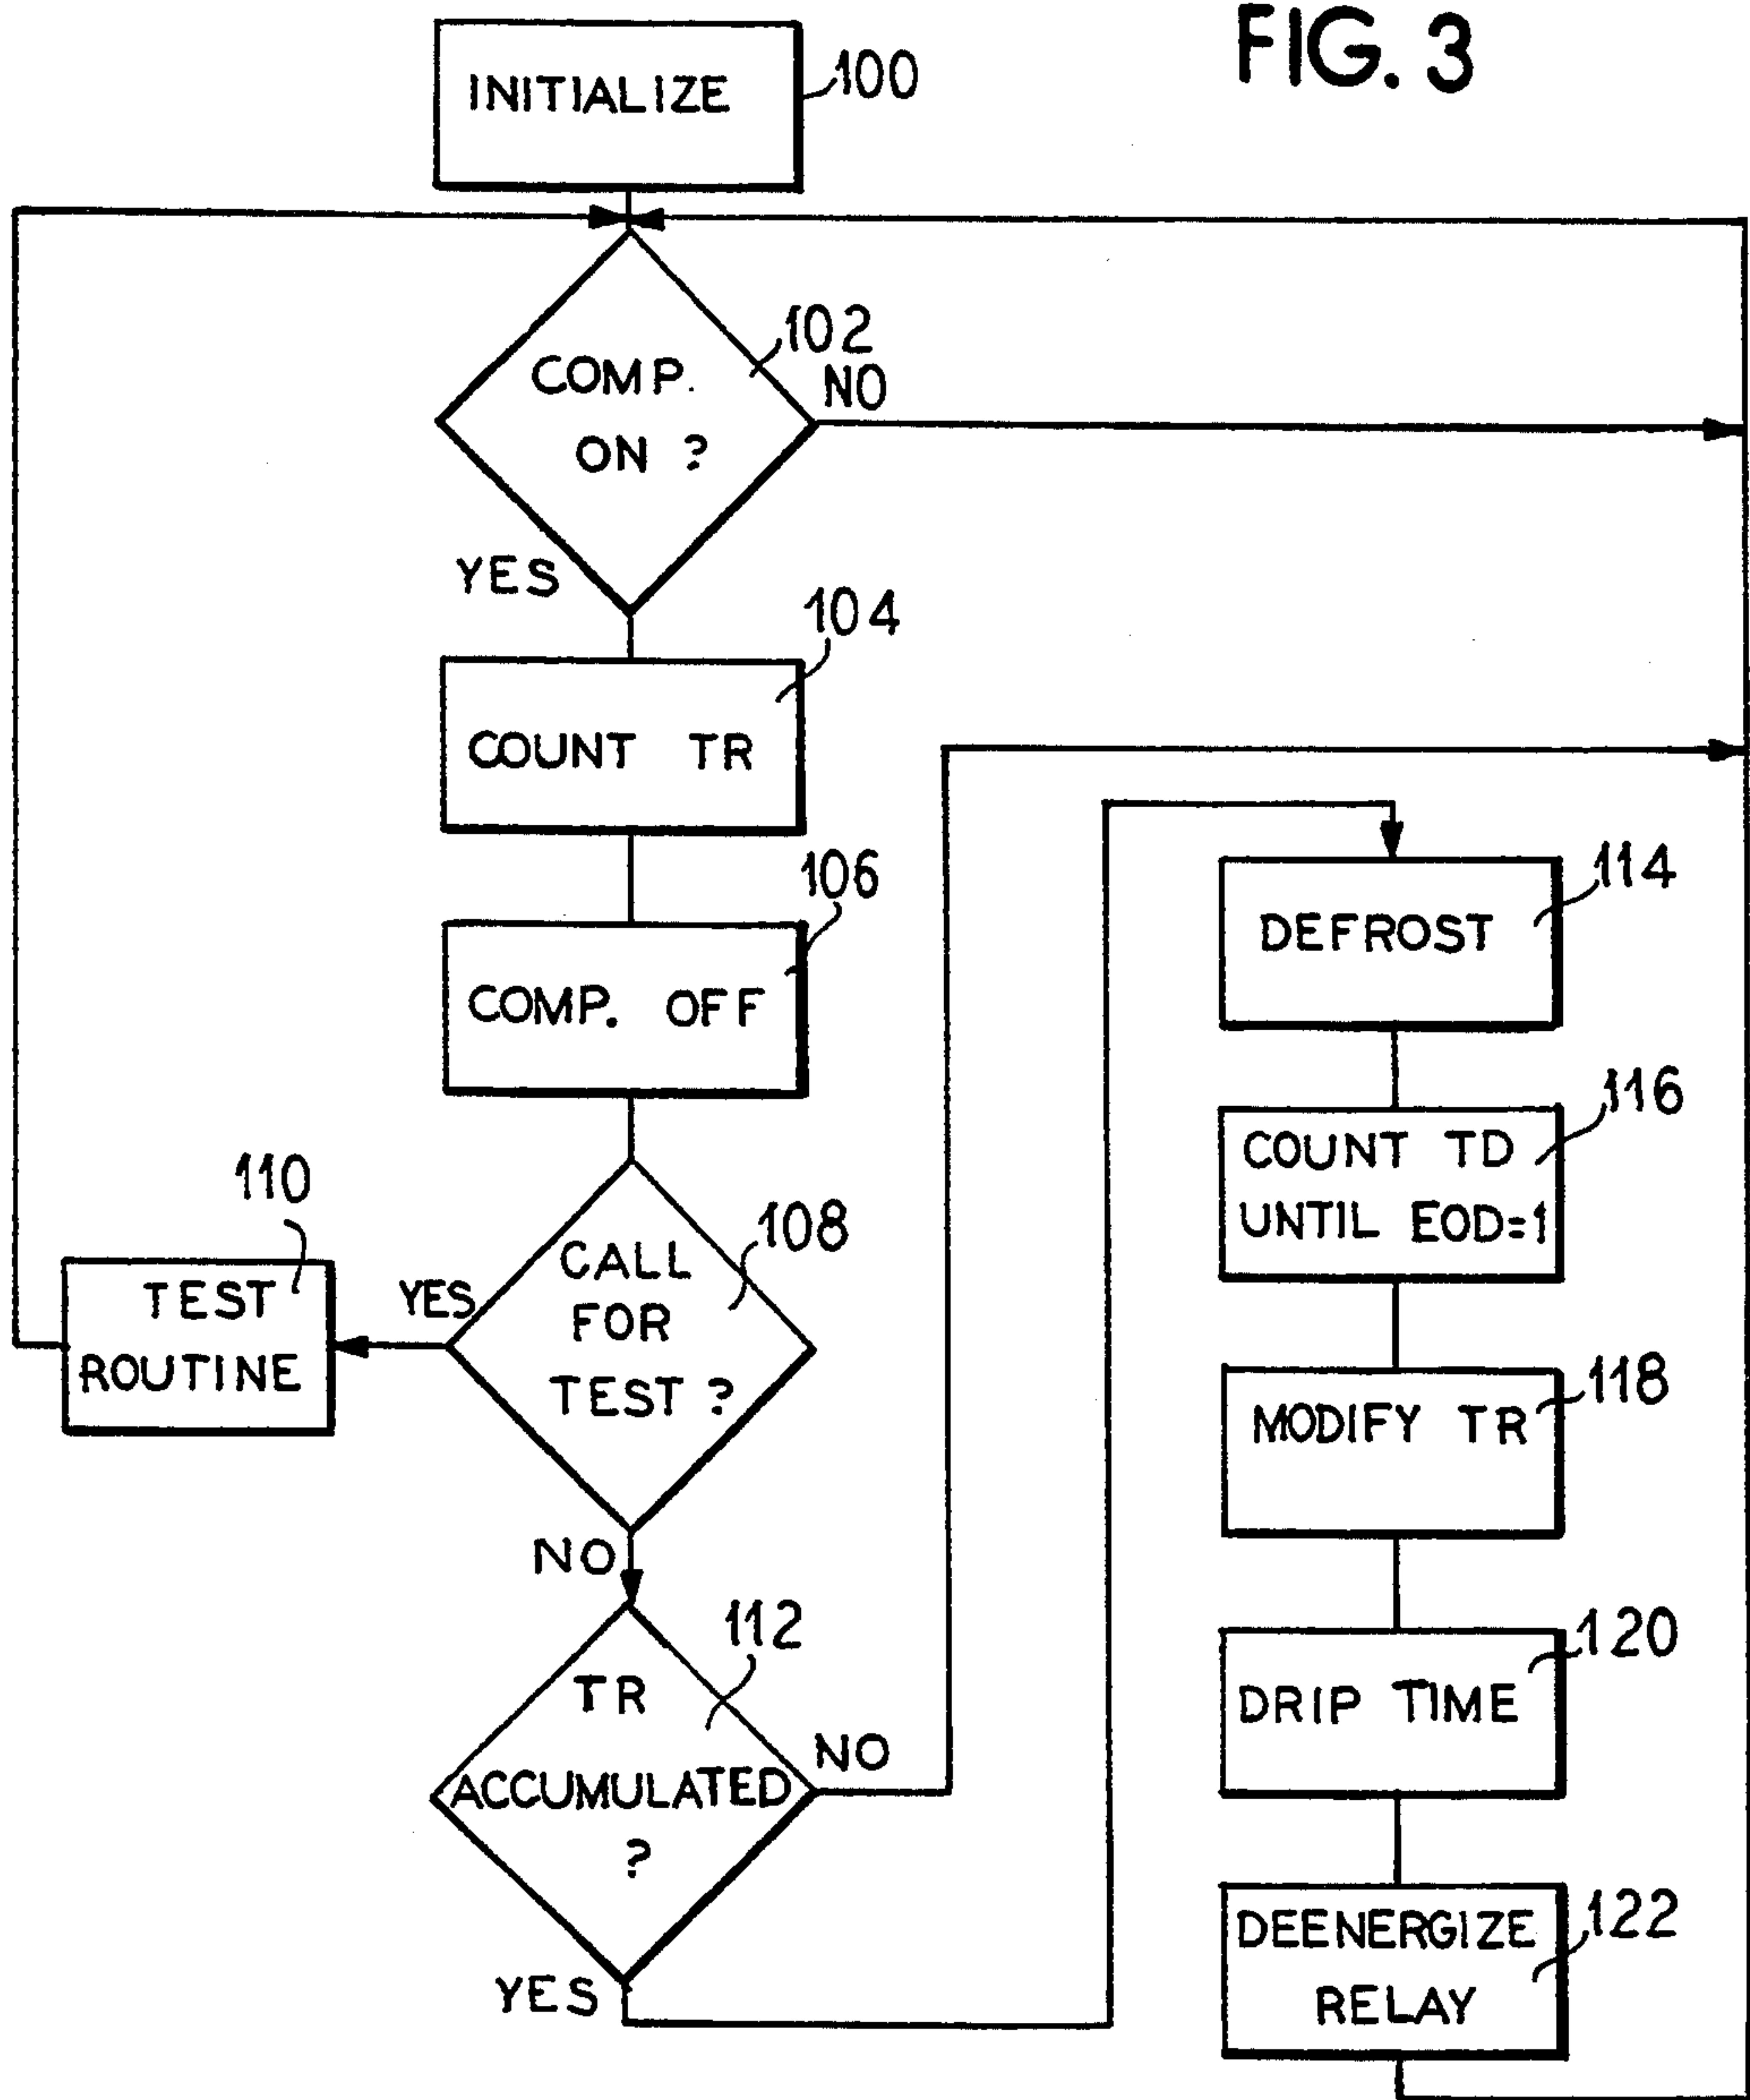 FIG. 3
INITIALIZE
100
COMP.
ON ?
102
NO
YES
104
COUNT TR
106
COMP. OFF
108
CALL
FOR
TEST ?
YES
110
TEST
ROUTINE
NO
112
TR
ACCUMULATED
?
NO
YES
114
DEFROST
116
COUNT TD
UNTIL EOD=1
118
MODIFY TR
120
DRIP TIME
122
DEENERGIZE
RELAY